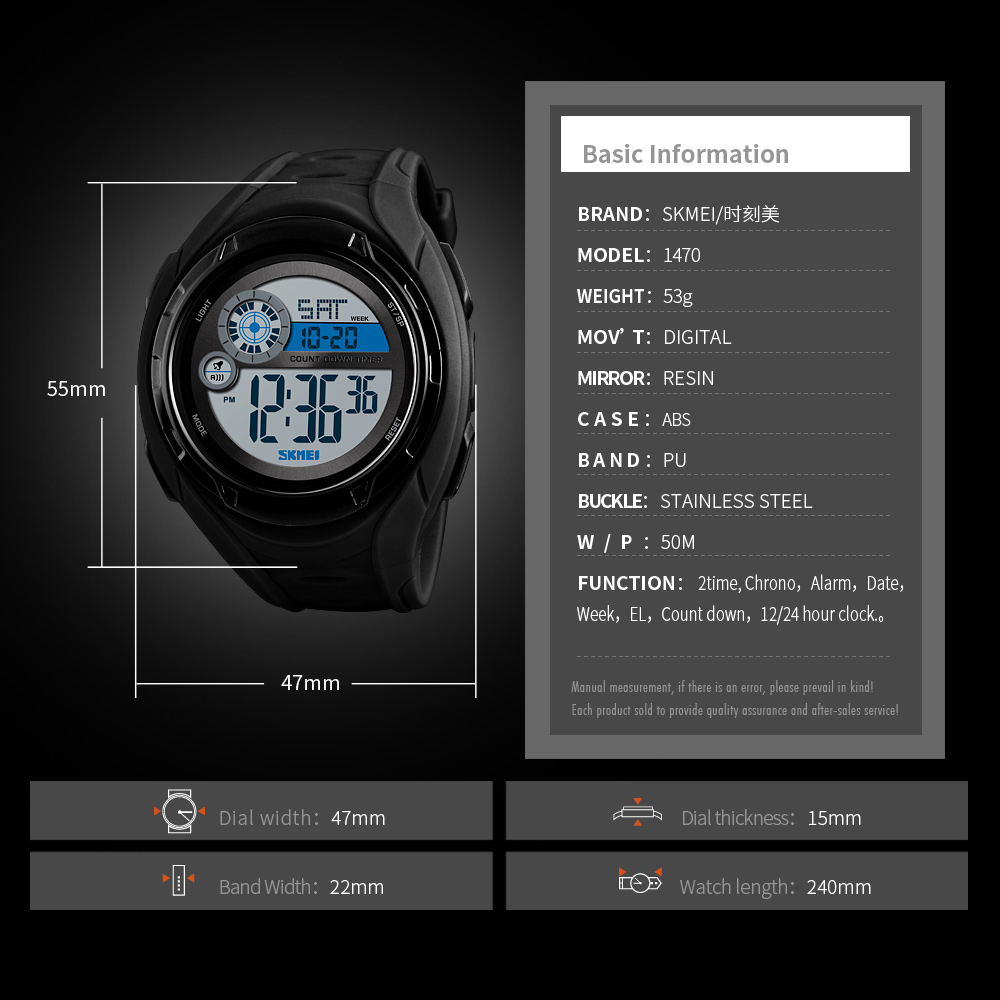 Basic Information
BRAND： SKMEI/时刻美
MODEL： 1470
WEIGHT： 53g
MOV’ T： DIGITAL
MIRROR： RESIN
CASE： ABS
BAND： PU
BUCKLE： STAINLESS STEEL
W / P ： 50M
FUNCTION： 2time, Chrono，Alarm，Date，
Week，EL，Count down，12/24 hour clock.。
Manual measurement, if there is an error, please prevail in kind!
Each product sold to provide quality assurance and after-sales service!
55mm
47mm
LIGHT
ST/SP
MODE
RESET
SAT
WEEK
10-20
COUNT DOWN TIMER
A)))
PM
12:36 36
SKMEI
Dial width： 47mm
Dial thickness： 15mm
Band Width： 22mm
Watch length： 240mm